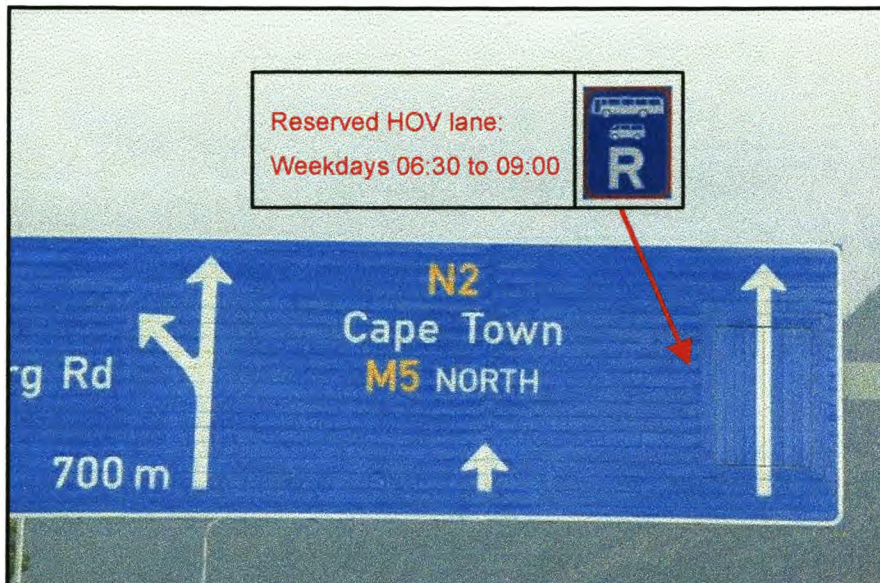 Reserved HOV lane:
Weekdays 06:30 to 09:00
R
N2
Cape Town
M5 NORTH
rg Rd
700 m